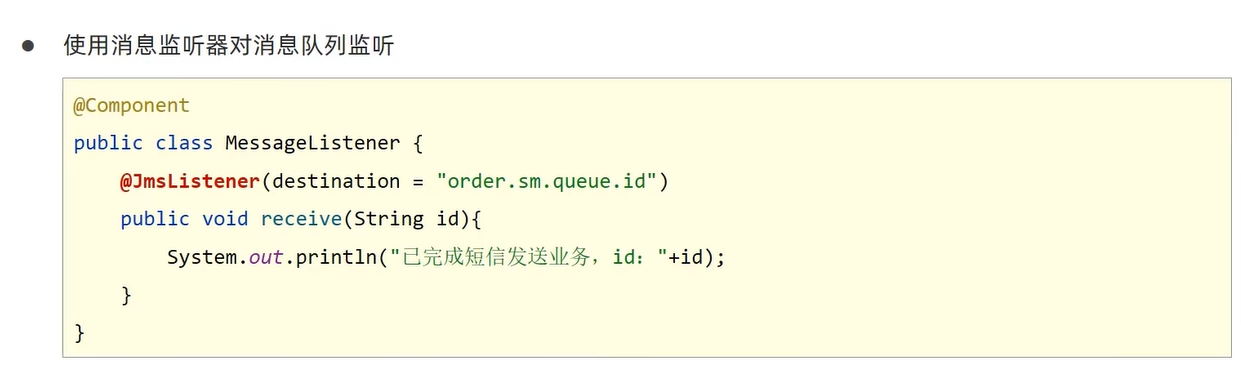 ● 使用消息监听器对消息队列监听
@Component
public class MessageListener {
    @JmsListener(destination = "order.sm.queue.id")
    public void receive(String id){
        System.out.println("已完成短信发送业务，id："+id);
    }
}